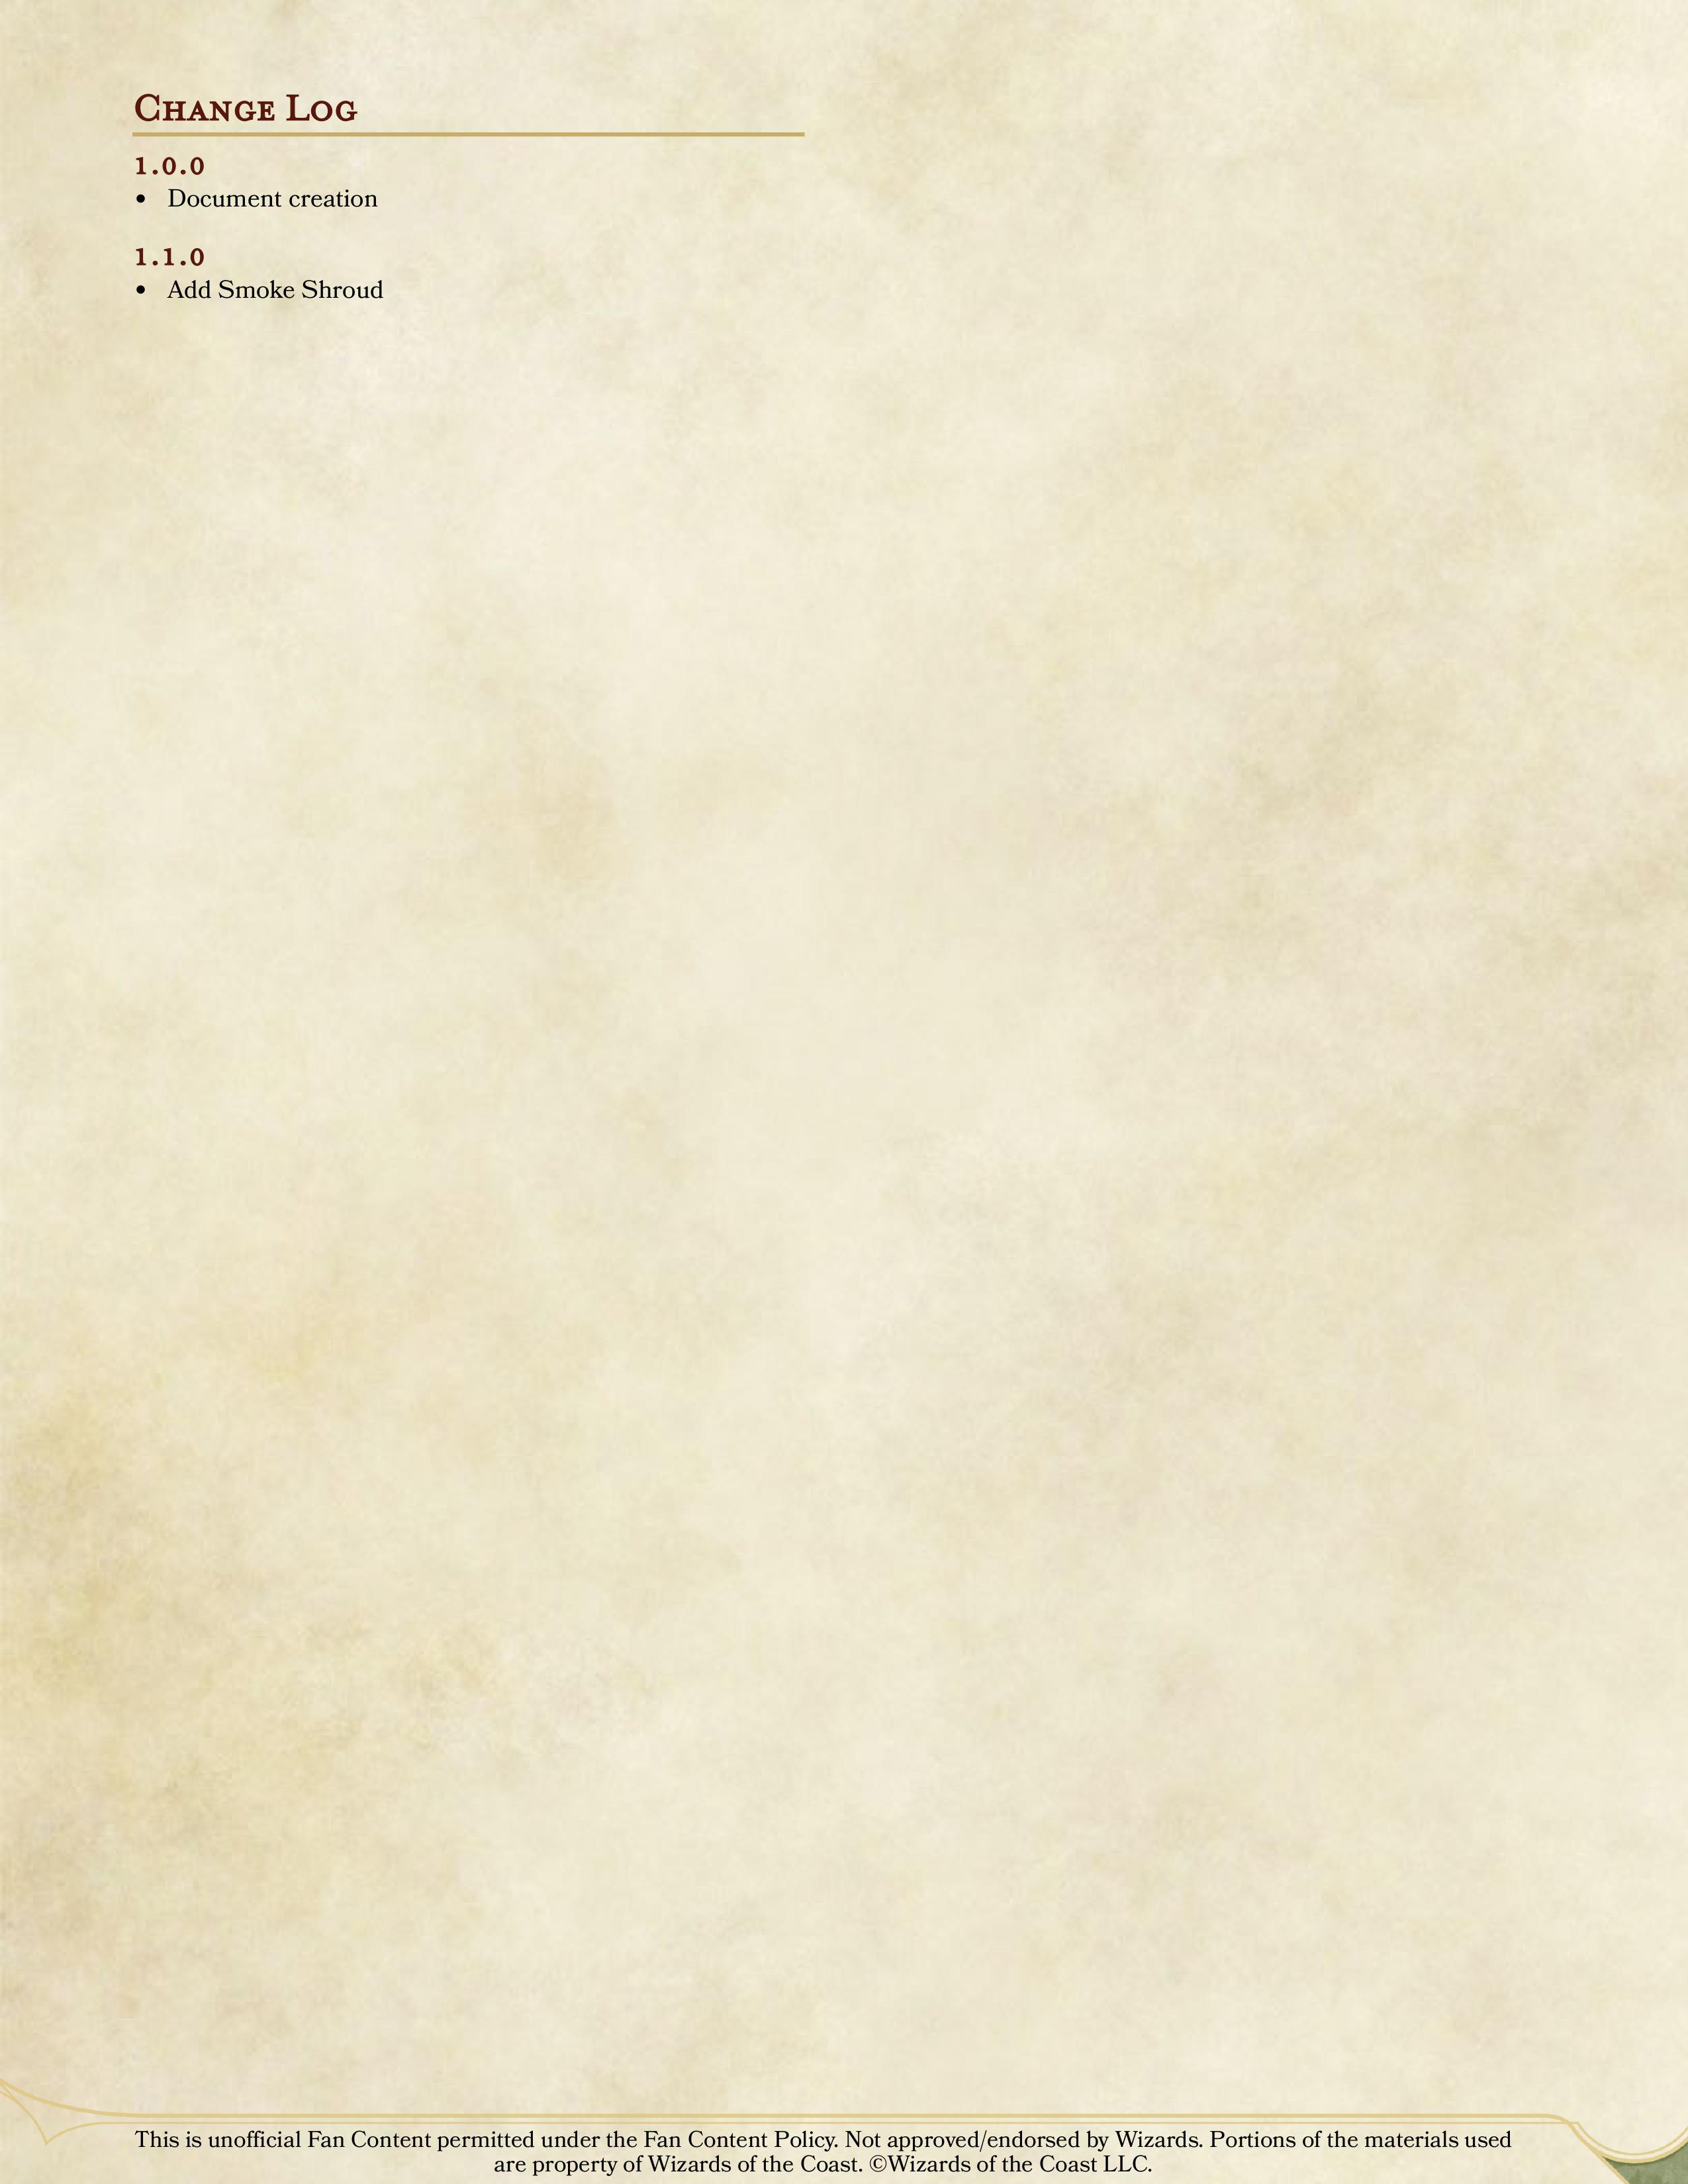 Change Log
1.0.0
• Document creation
1.1.0
• Add Smoke Shroud
This is unofficial Fan Content permitted under the Fan Content Policy. Not approved/endorsed by Wizards. Portions of the materials used
are property of Wizards of the Coast. ©Wizards of the Coast LLC.